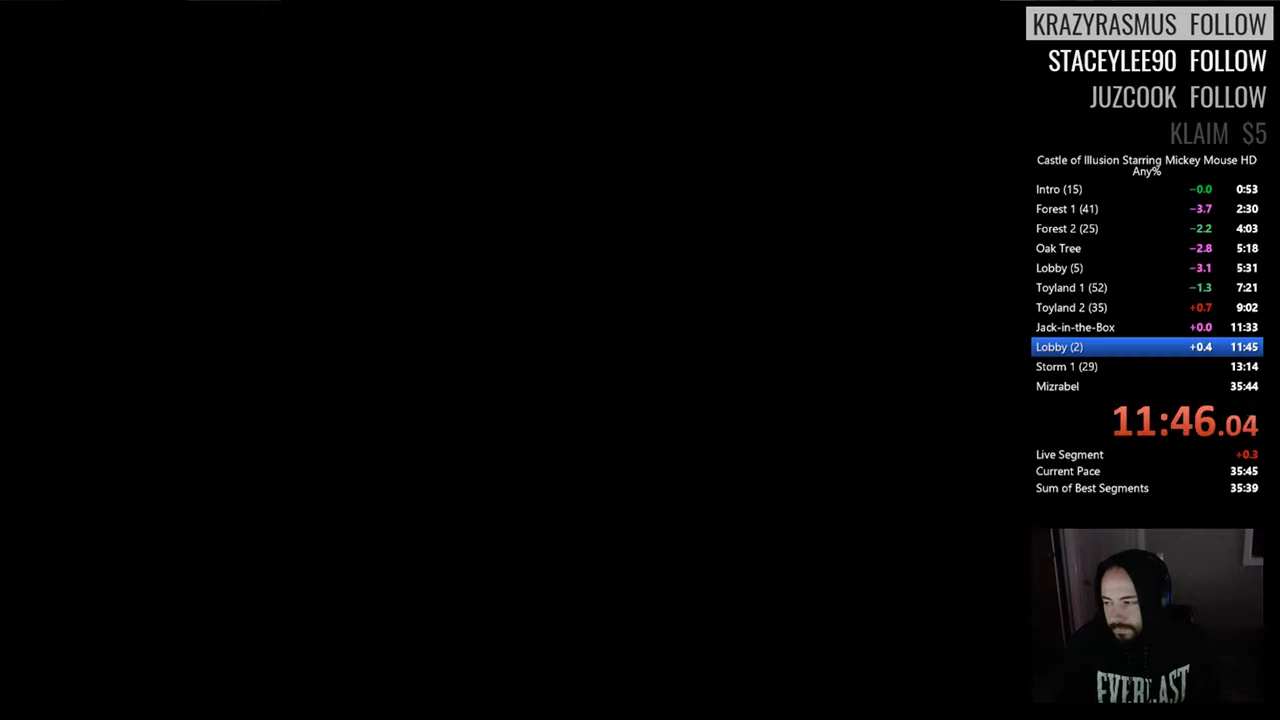 KRAZYRASMUS FOLLOW
STACEYLEE90 FOLLOW
JUZCOOK FOLLOW
KLAIM $5
Castle of Illusion Starring Mickey Mouse HD
Any%
Intro (15) −0.0 0:53
Forest 1 (41) −3.7 2:30
Forest 2 (25) −2.2 4:03
Oak Tree −2.8 5:18
Lobby (5) −3.1 5:31
Toyland 1 (52) −1.3 7:21
Toyland 2 (35) +0.7 9:02
Jack-in-the-Box +0.0 11:33
Lobby (2) +0.4 11:45
Storm 1 (29) 13:14
Mizrabel 35:44
11:46.04
Live Segment +0.3
Current Pace 35:45
Sum of Best Segments 35:39
EVERLAST